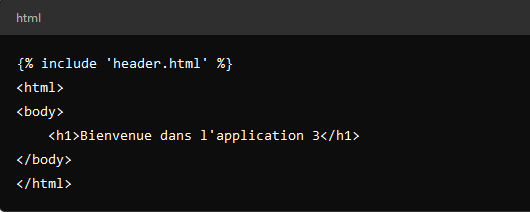 html
{% include 'header.html' %}
<html>
<body>
    <h1>Bienvenue dans l'application 3</h1>
</body>
</html>